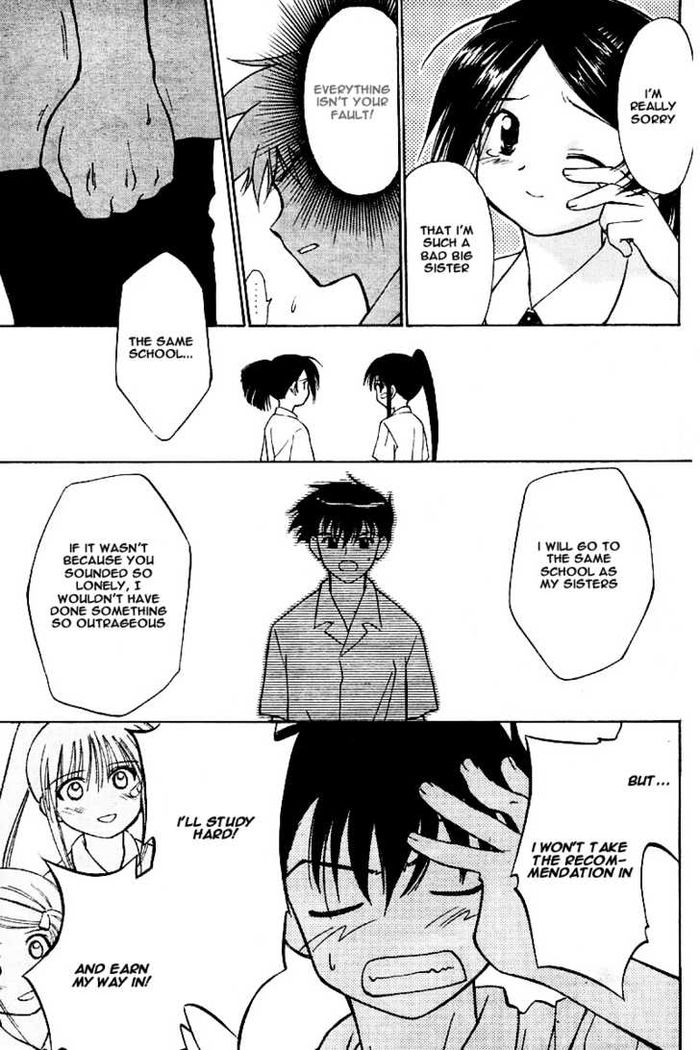 I'M
REALLY
SORRY
THAT I'M
SUCH A
BAD BIG
SISTER
EVERYTHING
ISN'T YOUR
FAULT!
......
THE SAME
SCHOOL...
I WILL GO TO
THE SAME
SCHOOL AS
MY SISTERS
IF IT WASN'T
BECAUSE YOU
SOUNDED SO
LONELY, I
WOULDN'T HAVE
DONE SOMETHING
SO OUTRAGEOUS
BUT...
I WON'T TAKE
THE RECOM-
MENDATION IN
I'LL STUDY
HARD!
AND EARN
MY WAY IN!